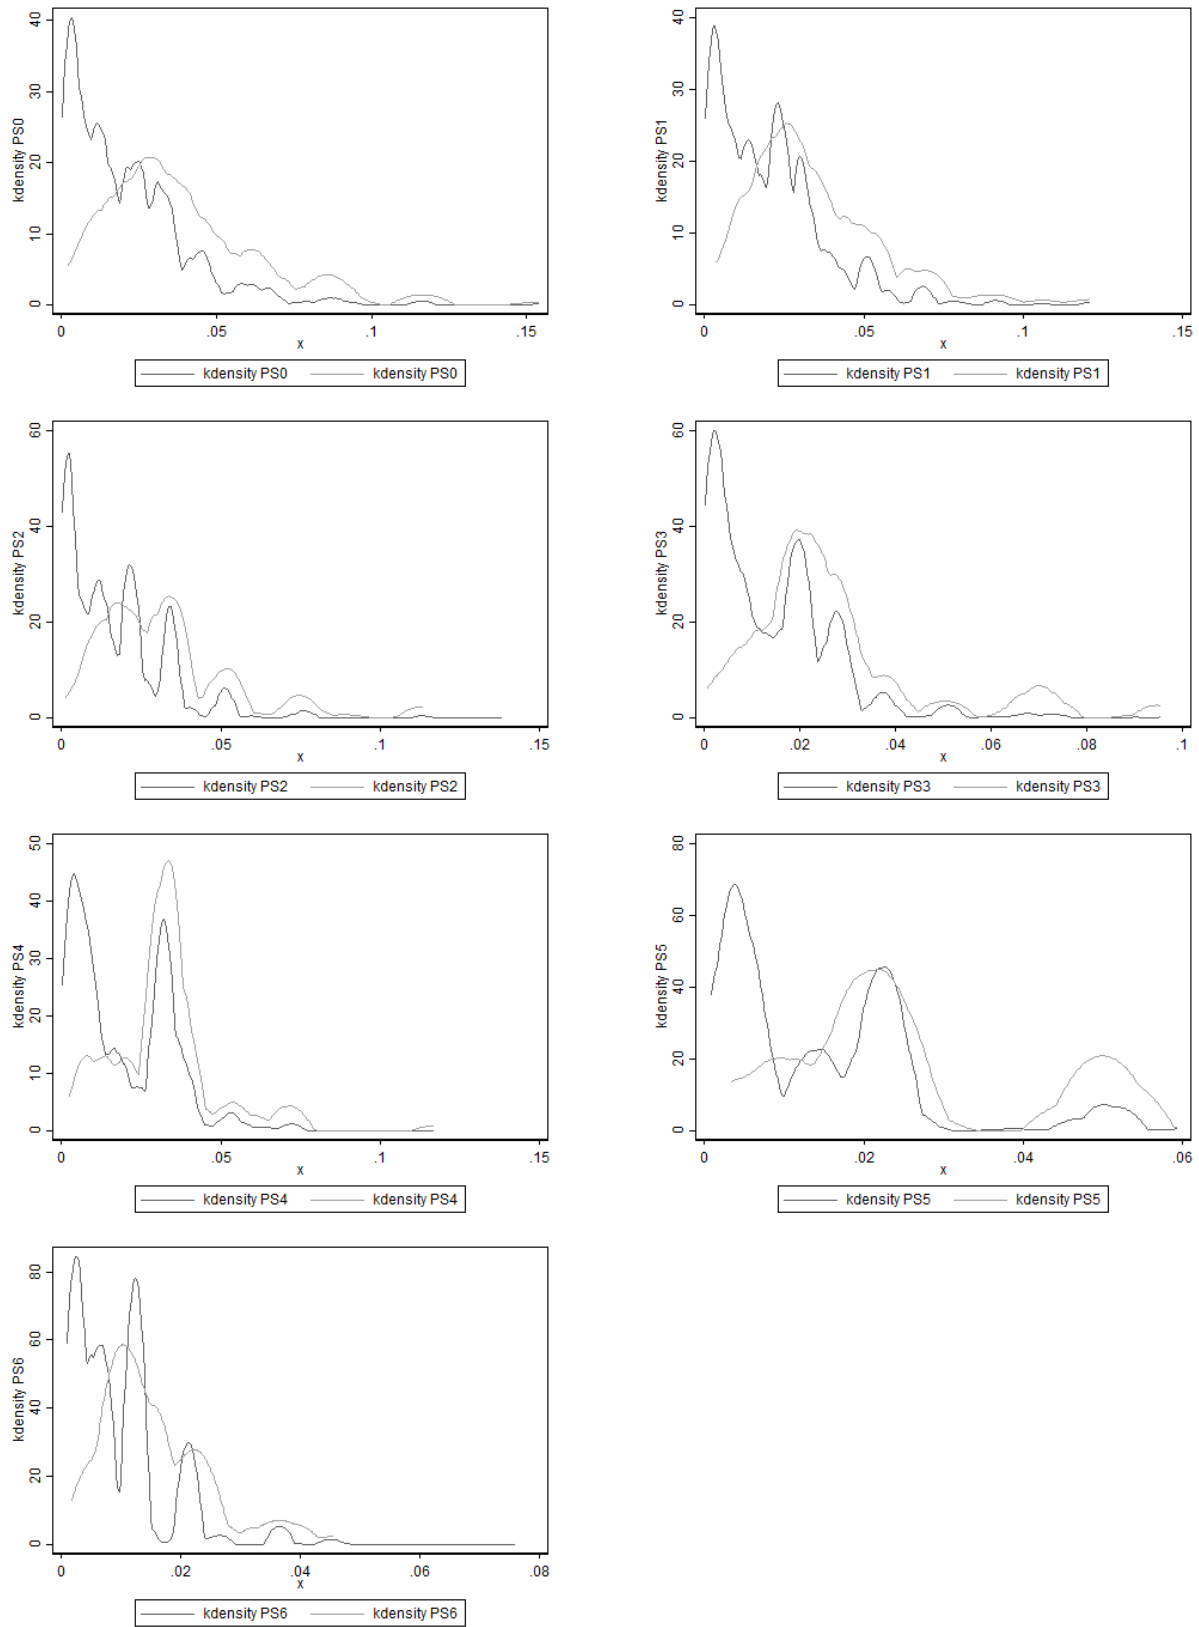 kdensity PS0
40
30
20
10
0
0 .05 .1 .15
x
kdensity PS0 kdensity PS0
kdensity PS1
40
30
20
10
0
0 .05 .1 .15
x
kdensity PS1 kdensity PS1
kdensity PS2
60
40
20
0
0 .05 .1 .15
x
kdensity PS2 kdensity PS2
kdensity PS3
60
40
20
0
0 .02 .04 .06 .08 .1
x
kdensity PS3 kdensity PS3
kdensity PS4
50
40
30
20
10
0
0 .05 .1 .15
x
kdensity PS4 kdensity PS4
kdensity PS5
80
60
40
20
0
0 .02 .04 .06
x
kdensity PS5 kdensity PS5
kdensity PS6
80
60
40
20
0
0 .02 .04 .06 .08
x
kdensity PS6 kdensity PS6